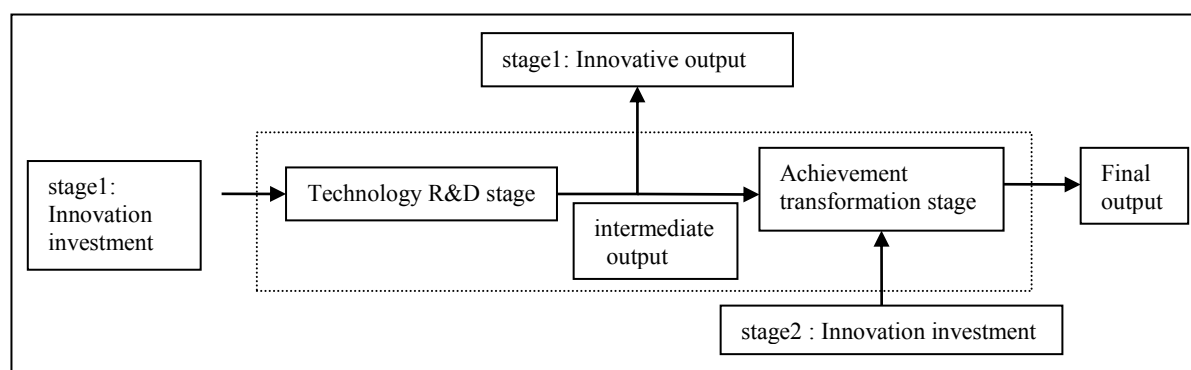 stage1: Innovative output
stage1:
Innovation
investment
Technology R&D stage
intermediate
output
Achievement
transformation stage
Final
output
stage2 : Innovation investment